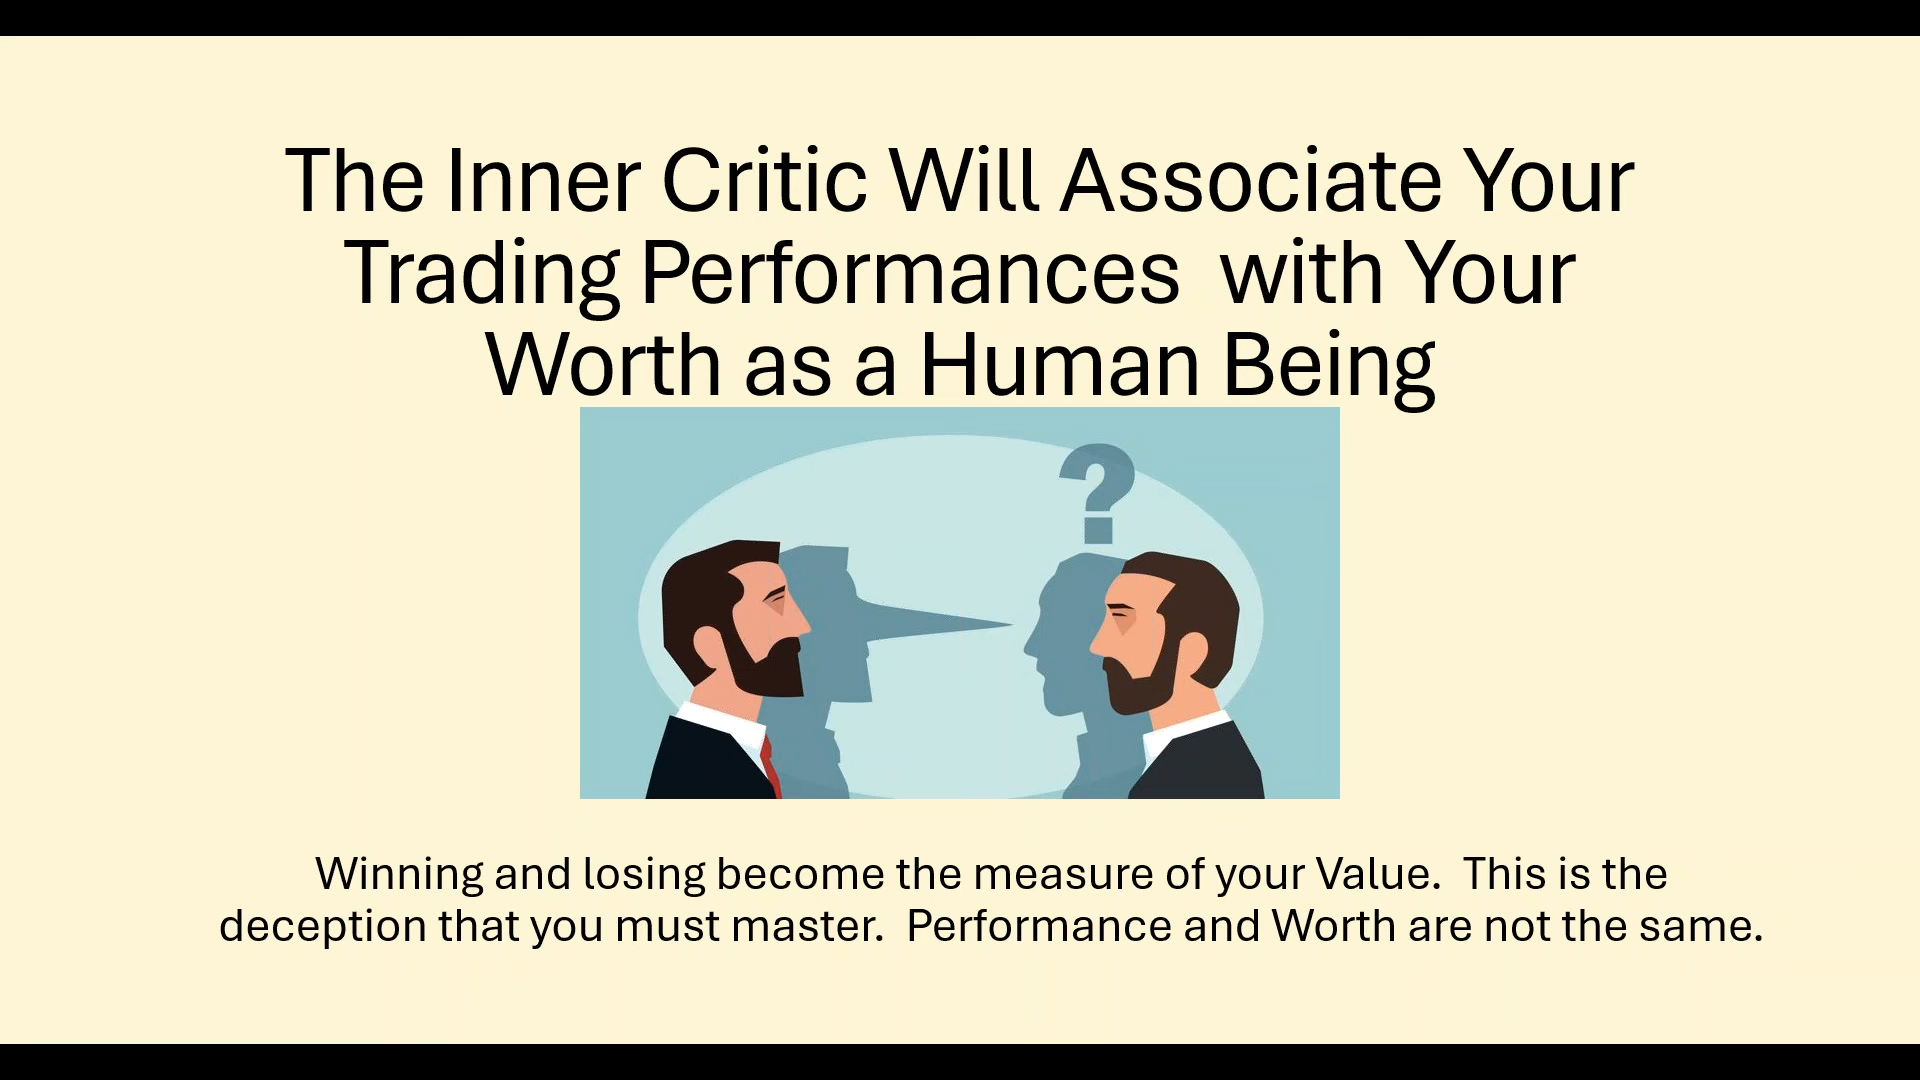 The Inner Critic Will Associate Your
Trading Performances  with Your
Worth as a Human Being
?
Winning and losing become the measure of your Value.  This is the
deception that you must master.  Performance and Worth are not the same.